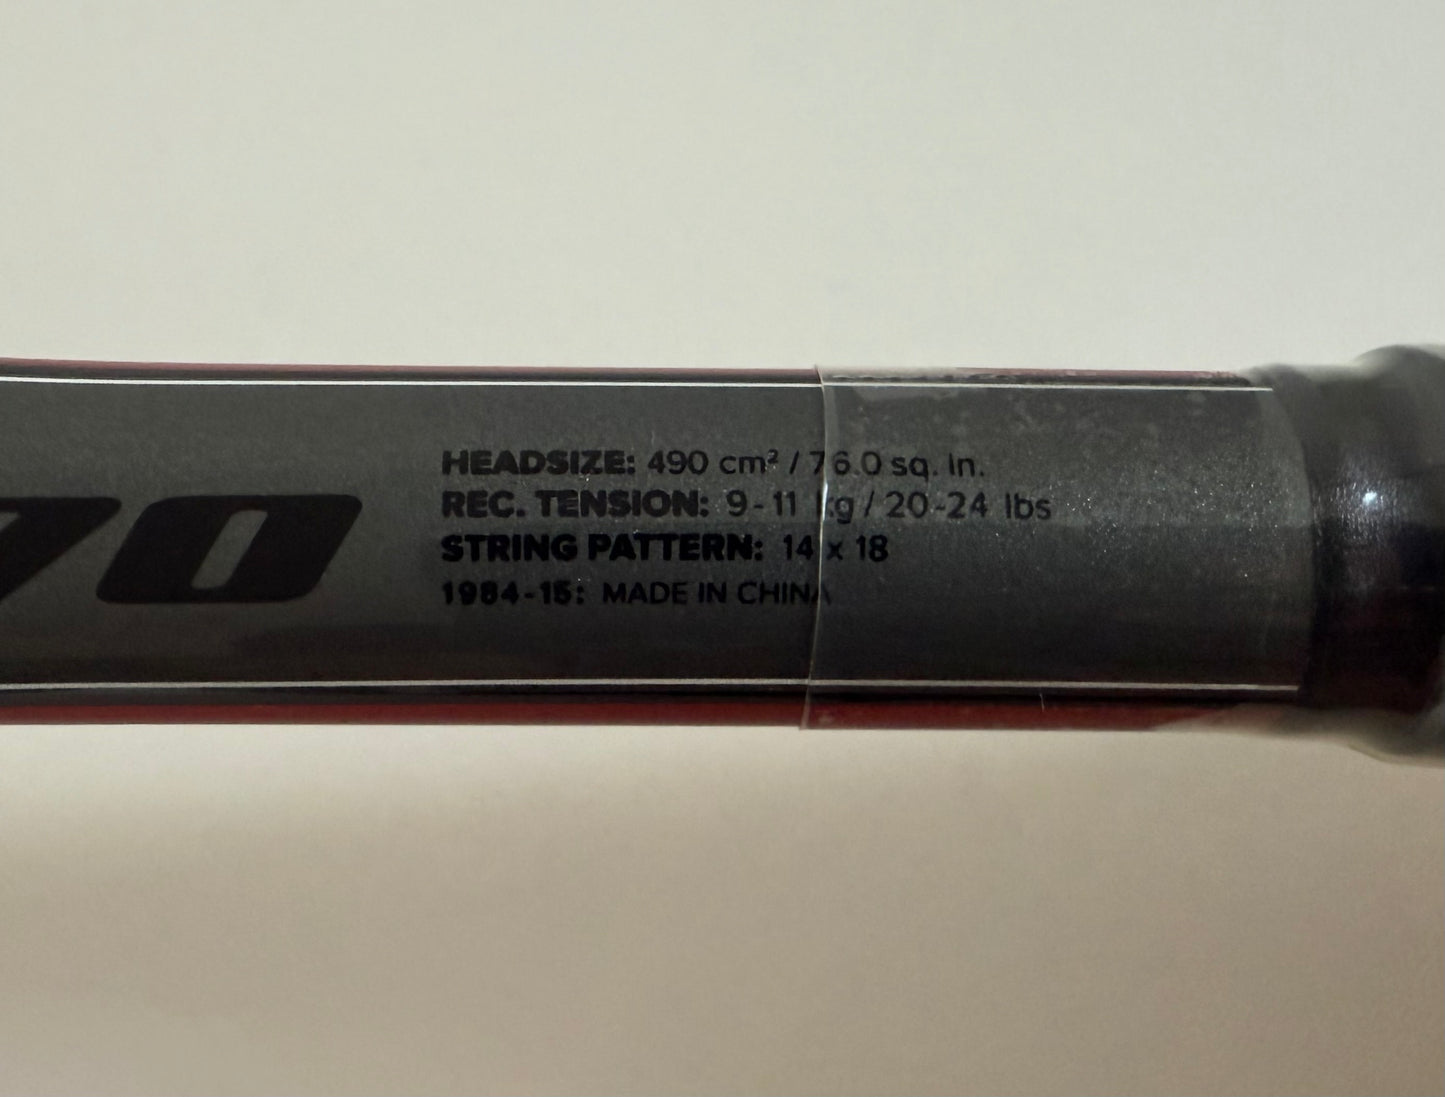 70
HEADSIZE: 490 cm² / 76.0 sq. In.
REC. TENSION: 9-11 kg / 20-24 lbs
STRING PATTERN: 14 x 18
1984-15: MADE IN CHINA